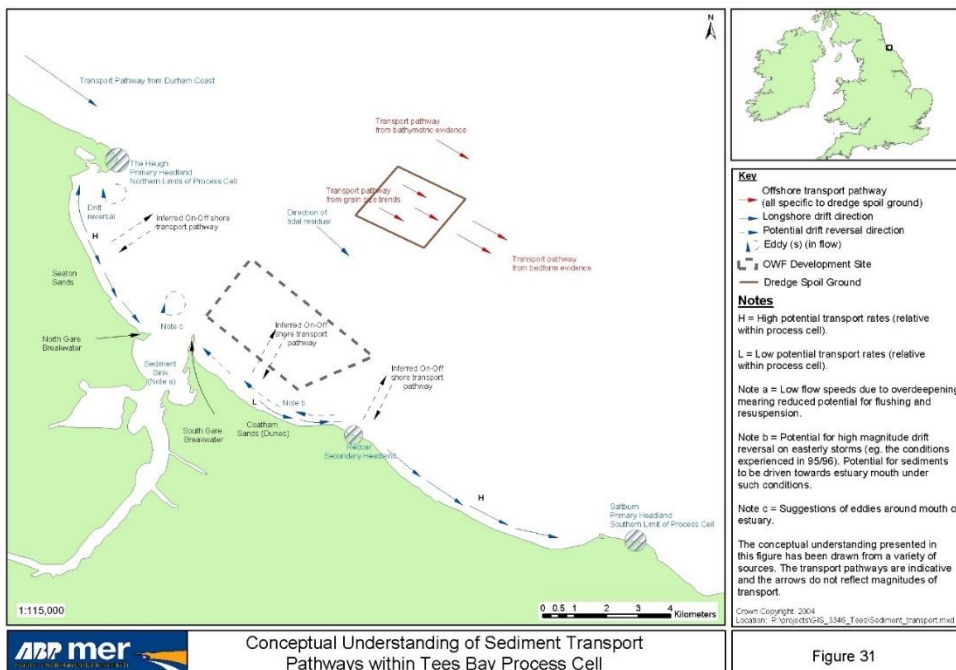 N
Transport Pathway from Durham Coast
Transport pathway
from bathymetric evidence
The Heugh
Primary Headland
Northern Limits of Process Cell
Transport pathway
from grain size trends
Drift
reversal
Inferred On-Off shore
transport pathway
Direction of
tidal residual
H
Transport pathway
from bedform evidence
Seaton
Sands
Note c
Inferred On-Off
shore transport
pathway
North Gare
Breakwater
Sediment
Sink
(Note a)
Inferred On-Off
shore transport
pathway
L
Note b
South Gare
Breakwater
Coatham
Sands (Dunes)
Redcar
Secondary Headland
H
Saltburn
Primary Headland
Southern Limit of Process Cell
1:115,000
0 0.5 1 2 3 4
Kilometers
Key
Offshore transport pathway
(all specific to dredge spoil ground)
Longshore drift direction
Potential drift reversal direction
Eddy (s) (in flow)
OWF Development Site
Dredge Spoil Ground
Notes
H = High potential transport rates (relative
within process cell).
L = Low potential transport rates (relative
within process cell).
Note a = Low flow speeds due to overdeepening
mearing reduced potential for flushing and
resuspension.
Note b = Potential for high magnitude drift
reversal on easterly storms (eg. the conditions
experienced in 95/96). Potential for sediments
to be driven towards estuary mouth under
such conditions.
Note c = Suggestions of eddies around mouth o
estuary.
The conceptual understanding presented in
this figure has been drawn from a variety of
sources. The transport pathways are indicative
and the arrows do not reflect magnitudes of
transport.
Crown Copyright. 2004
Location: R:\projects\GIS_3346_Tees\Sediment_transport.mxd
ABP mer
Conceptual Understanding of Sediment Transport
Pathways within Tees Bay Process Cell
Figure 31